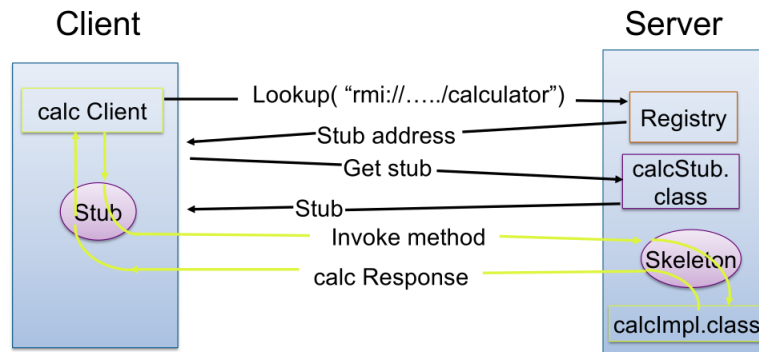 Client
Server
calc Client
Lookup( “rmi://…../calculator”)
Registry
Stub address
Get stub
calcStub.
class
Stub
Stub
Invoke method
Skeleton
calc Response
calcImpl.class